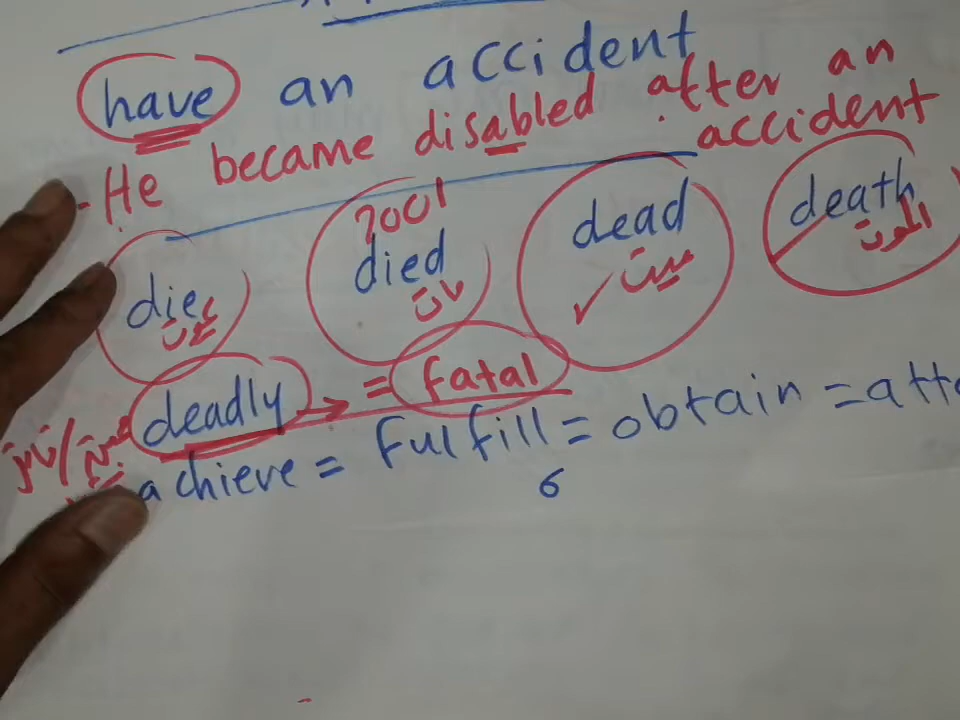 have an accident
- He became disabled after an
accident
die died dead death
يموت مات ميت الموت
deadly = fatal
achieve = fulfill = obtain = atta
6